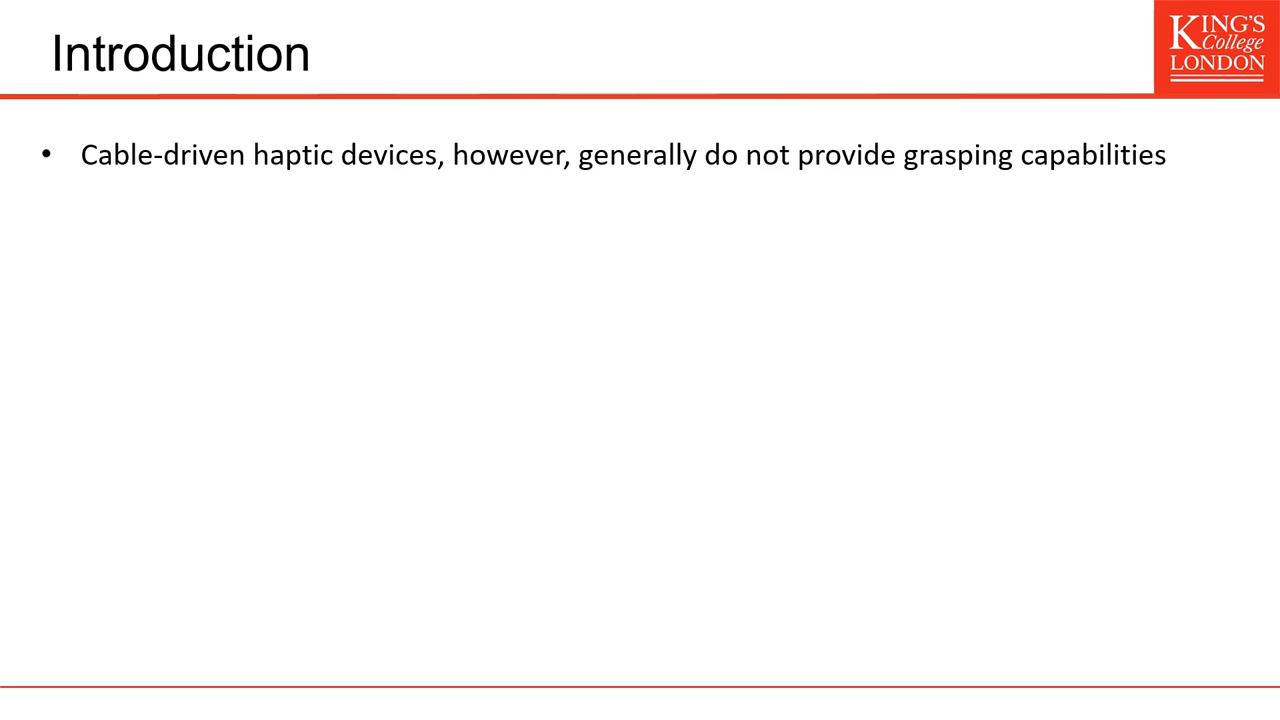 Introduction
KING'S
College
LONDON
• Cable-driven haptic devices, however, generally do not provide grasping capabilities